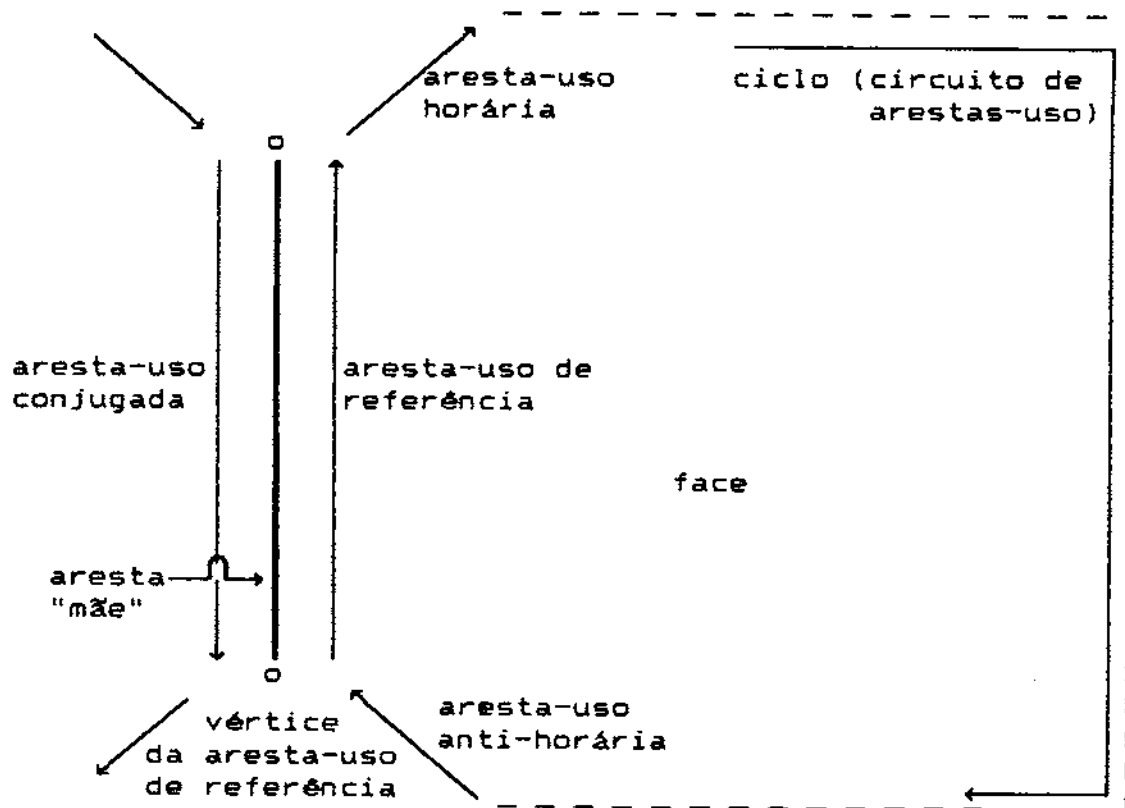 aresta-uso
horária
ciclo (circuito de
arestas-uso)
aresta-uso
conjugada
aresta-uso de
referência
face
aresta
"mãe"
vértice
da aresta-uso
de referência
aresta-uso
anti-horária